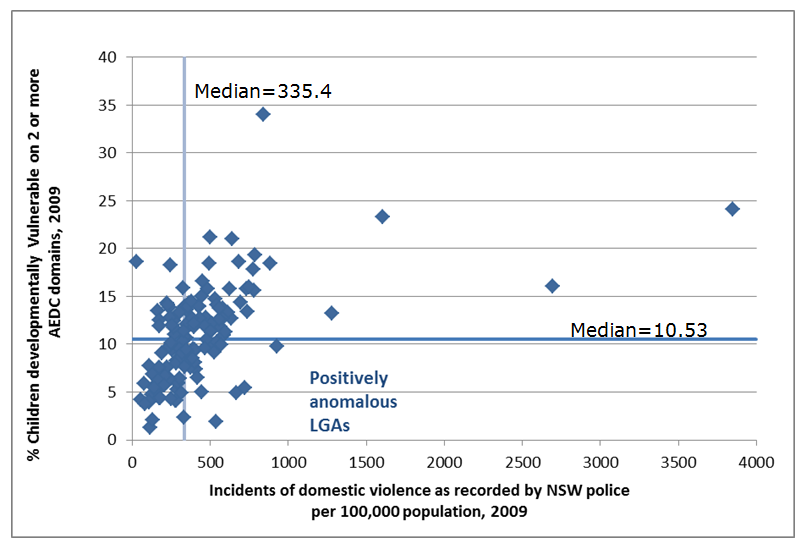 % Children developmentally Vulnerable on 2 or more
AEDC domains, 2009
40
35
30
25
20
15
10
5
0
Median=335.4
Median=10.53
Positively
anomalous
LGAs
0 500 1000 1500 2000 2500 3000 3500 4000
Incidents of domestic violence as recorded by NSW police
per 100,000 population, 2009